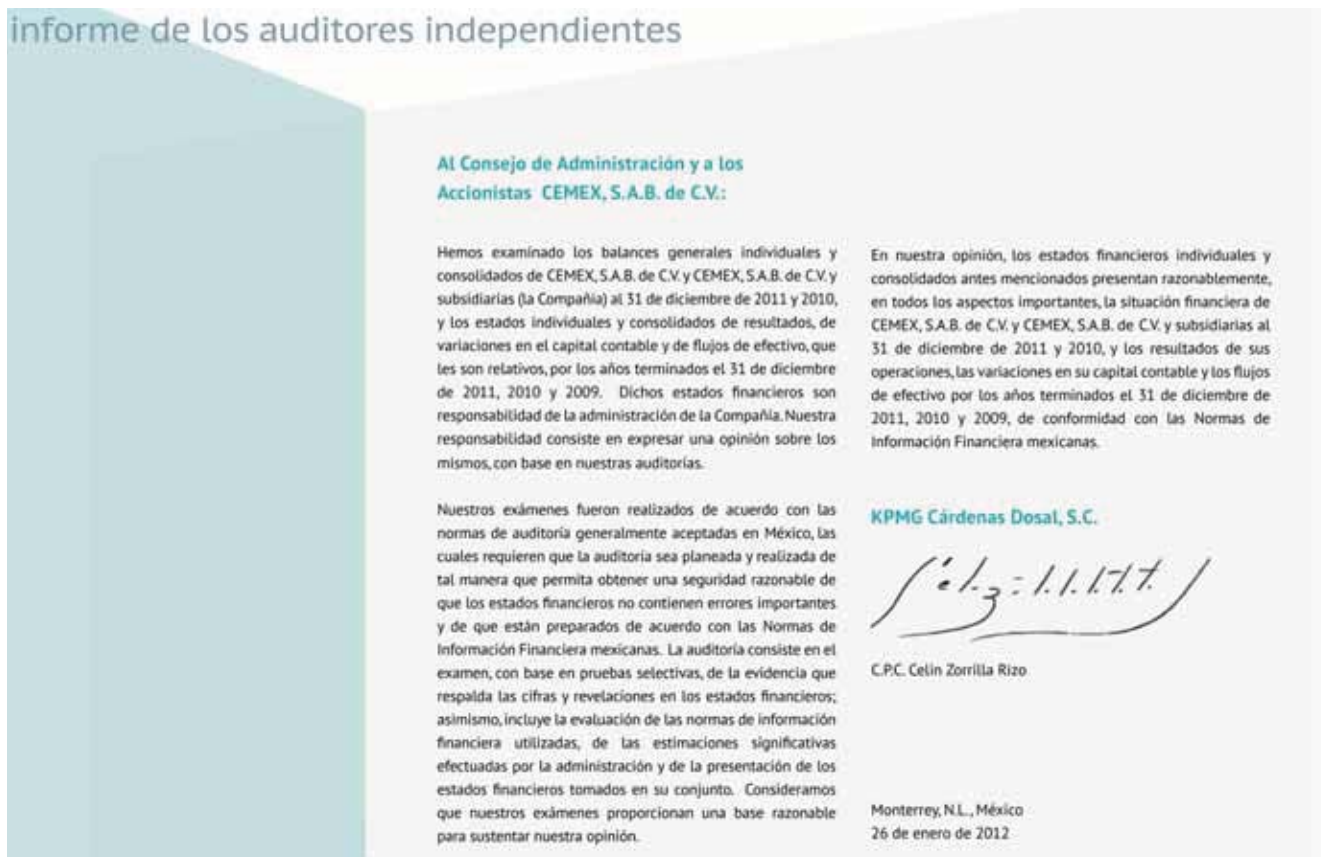 informe de los auditores independientes
Al Consejo de Administración y a los
Accionistas CEMEX, S.A.B. de C.V.:
Hemos examinado los balances generales individuales y
consolidados de CEMEX, S.A.B. de C.V. y CEMEX, S.A.B. de C.V. y
subsidiarias (la Compañía) al 31 de diciembre de 2011 y 2010,
y los estados individuales y consolidados de resultados, de
variaciones en el capital contable y de flujos de efectivo, que
les son relativos, por los años terminados el 31 de diciembre
de 2011, 2010 y 2009. Dichos estados financieros son
responsabilidad de la administración de la Compañía. Nuestra
responsabilidad consiste en expresar una opinión sobre los
mismos, con base en nuestras auditorías.
Nuestros exámenes fueron realizados de acuerdo con las
normas de auditoría generalmente aceptadas en México, las
cuales requieren que la auditoría sea planeada y realizada de
tal manera que permita obtener una seguridad razonable de
que los estados financieros no contienen errores importantes
y de que están preparados de acuerdo con las Normas de
Información Financiera mexicanas. La auditoría consiste en el
examen, con base en pruebas selectivas, de la evidencia que
respalda las cifras y revelaciones en los estados financieros;
asimismo, incluye la evaluación de las normas de información
financiera utilizadas, de las estimaciones significativas
efectuadas por la administración y de la presentación de los
estados financieros tomados en su conjunto. Consideramos
que nuestros exámenes proporcionan una base razonable
para sustentar nuestra opinión.
En nuestra opinión, los estados financieros individuales y
consolidados antes mencionados presentan razonablemente,
en todos los aspectos importantes, la situación financiera de
CEMEX, S.A.B. de C.V. y CEMEX, S.A.B. de C.V. y subsidiarias al
31 de diciembre de 2011 y 2010, y los resultados de sus
operaciones, las variaciones en su capital contable y los flujos
de efectivo por los años terminados el 31 de diciembre de
2011, 2010 y 2009, de conformidad con las Normas de
Información Financiera mexicanas.
KPMG Cárdenas Dosal, S.C.
C.P.C. Celin Zorrilla Rizo
Monterrey, N.L., México
26 de enero de 2012